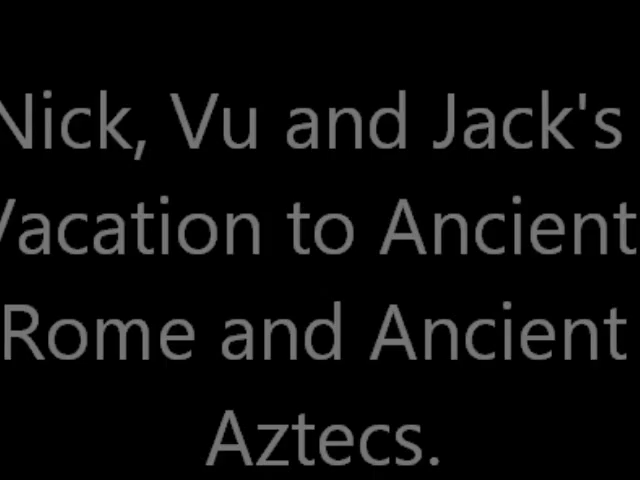 Nick, Vu and Jack's
Vacation to Ancient
Rome and Ancient
Aztecs.